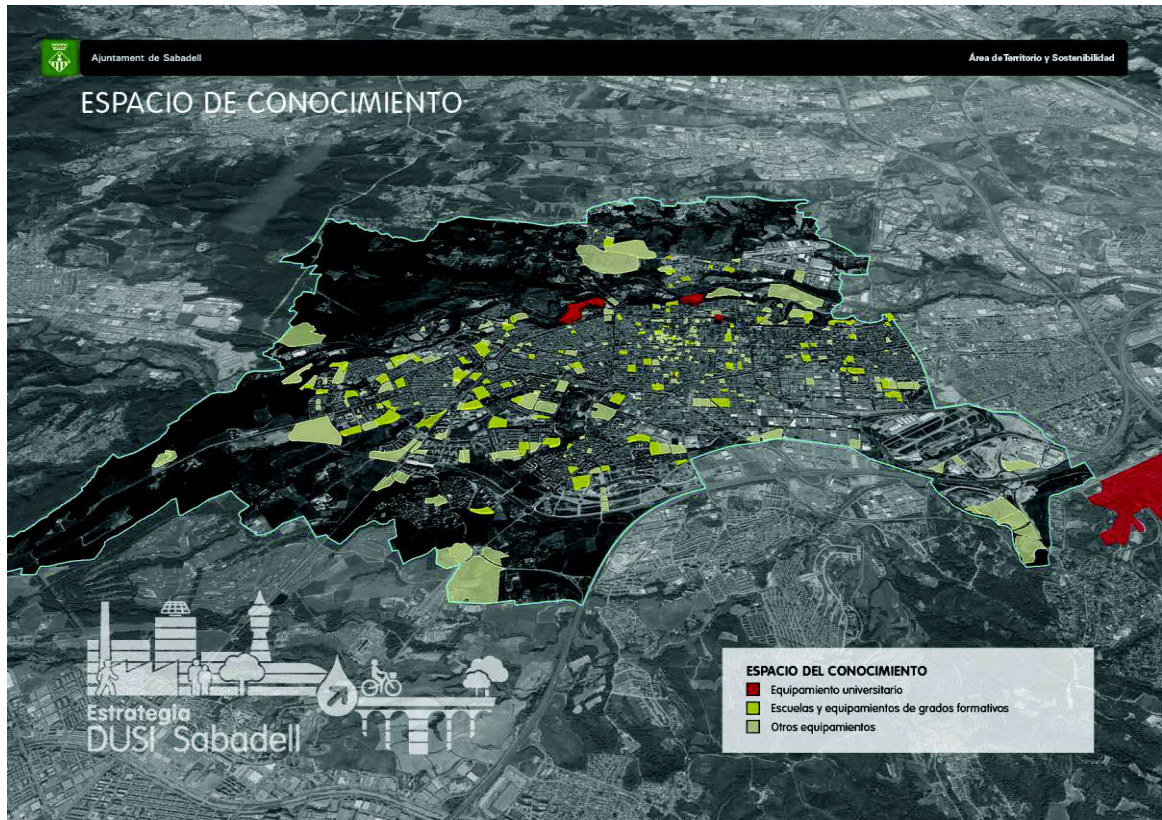 Ajuntament de Sabadell
Área de Territorio y Sostenibilidad
ESPACIO DE CONOCIMIENTO
Estrategia
DUSI Sabadell
ESPACIO DEL CONOCIMIENTO
Equipamiento universitario
Escuelas y equipamientos de grados formativos
Otros equipamientos